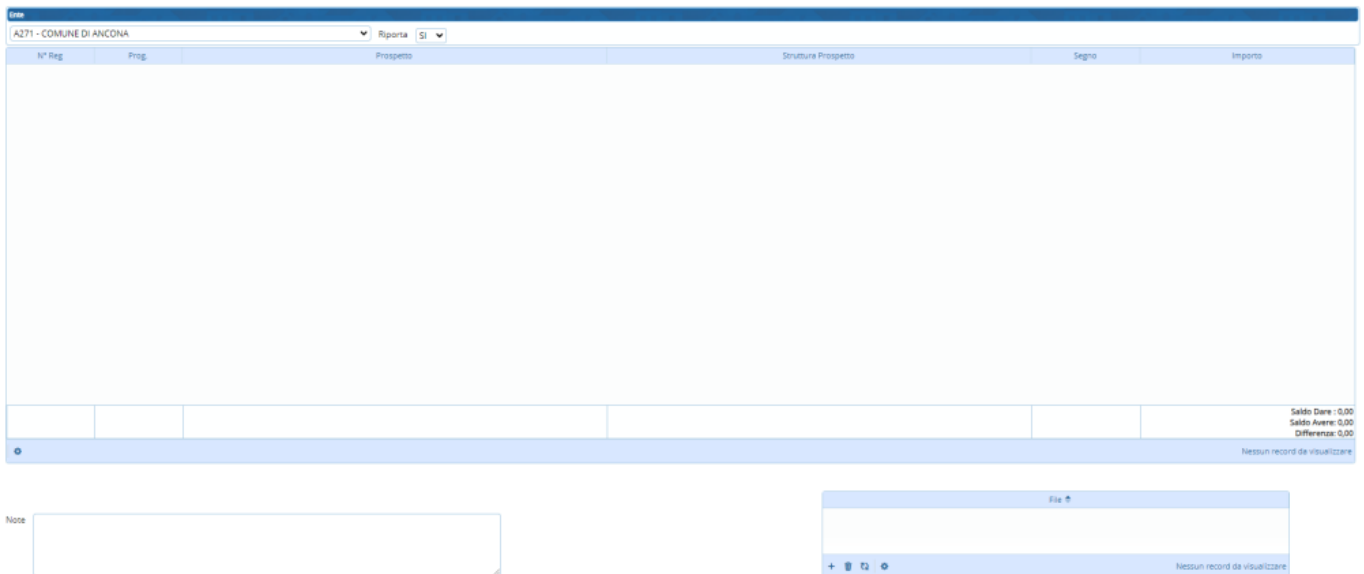 Ente
A271 - COMUNE DI ANCONA Riporta SI
N° Reg Prog. Prospetto Struttura Prospetto Segno Importo
Saldo Dare : 0,00
Saldo Avere: 0,00
Differenza: 0,00
Nessun record da visualizzare
File
Note
Nessun record da visualizzare